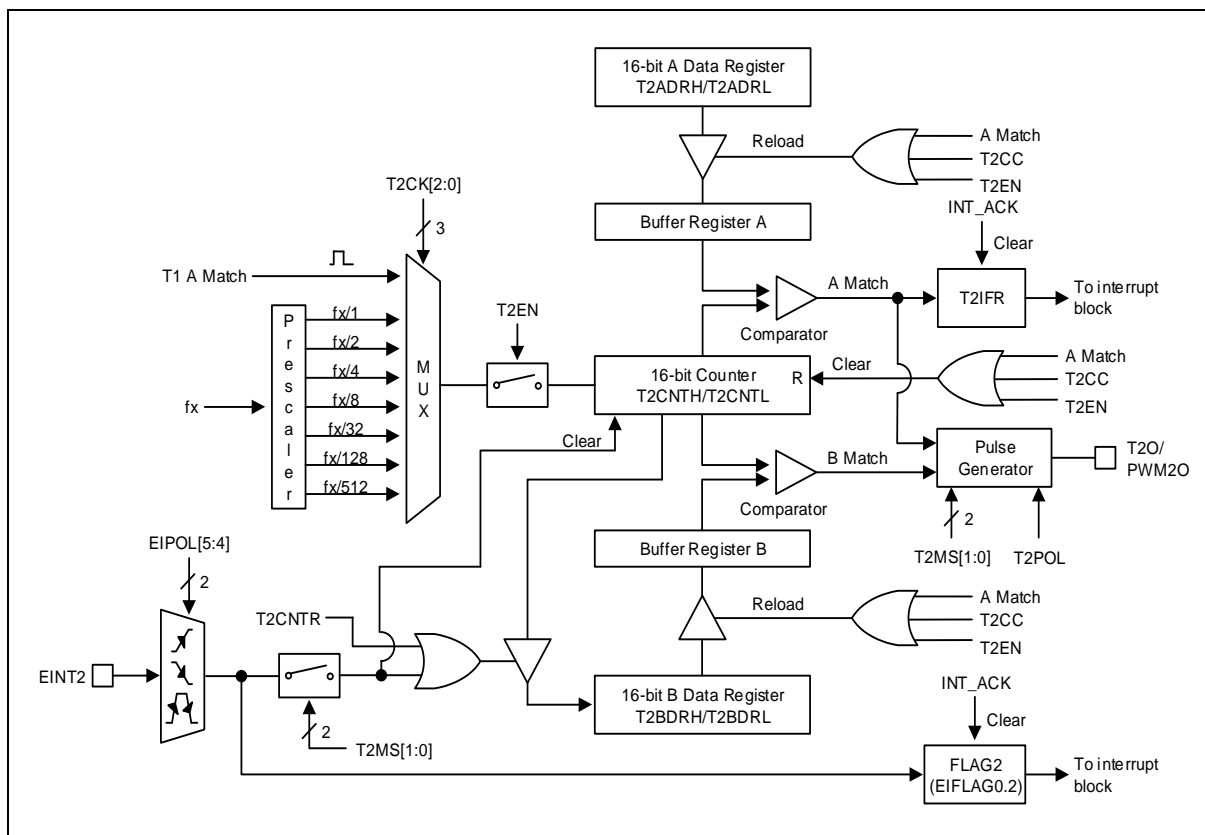 16-bit A Data Register
T2ADRH/T2ADRL
Reload
A Match
T2CC
T2EN
T2CK[2:0]
3
Buffer Register A
INT_ACK
Clear
T1 A Match
A Match
T2IFR
To interrupt
block
Comparator
Prescaler
fx/1
fx/2
fx/4
fx/8
fx/32
fx/128
fx/512
fx
MUX
T2EN
16-bit Counter
T2CNTH/T2CNTL
R
Clear
A Match
T2CC
T2EN
Clear
B Match
Comparator
Pulse
Generator
T2O/
PWM2O
2
T2MS[1:0]
T2POL
Buffer Register B
EIPOL[5:4]
2
Reload
A Match
T2CC
T2EN
T2CNTR
EINT2
2
T2MS[1:0]
16-bit B Data Register
T2BDRH/T2BDRL
INT_ACK
Clear
FLAG2
(EIFLAG0.2)
To interrupt
block